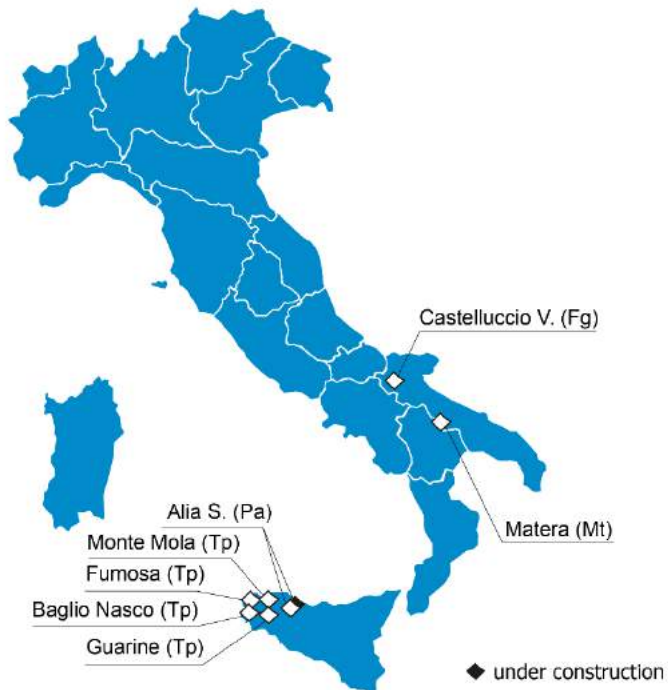 Castelluccio V. (Fg)
Matera (Mt)
Alia S. (Pa)
Monte Mola (Tp)
Fumosa (Tp)
Baglio Nasco (Tp)
Guarine (Tp)
under construction